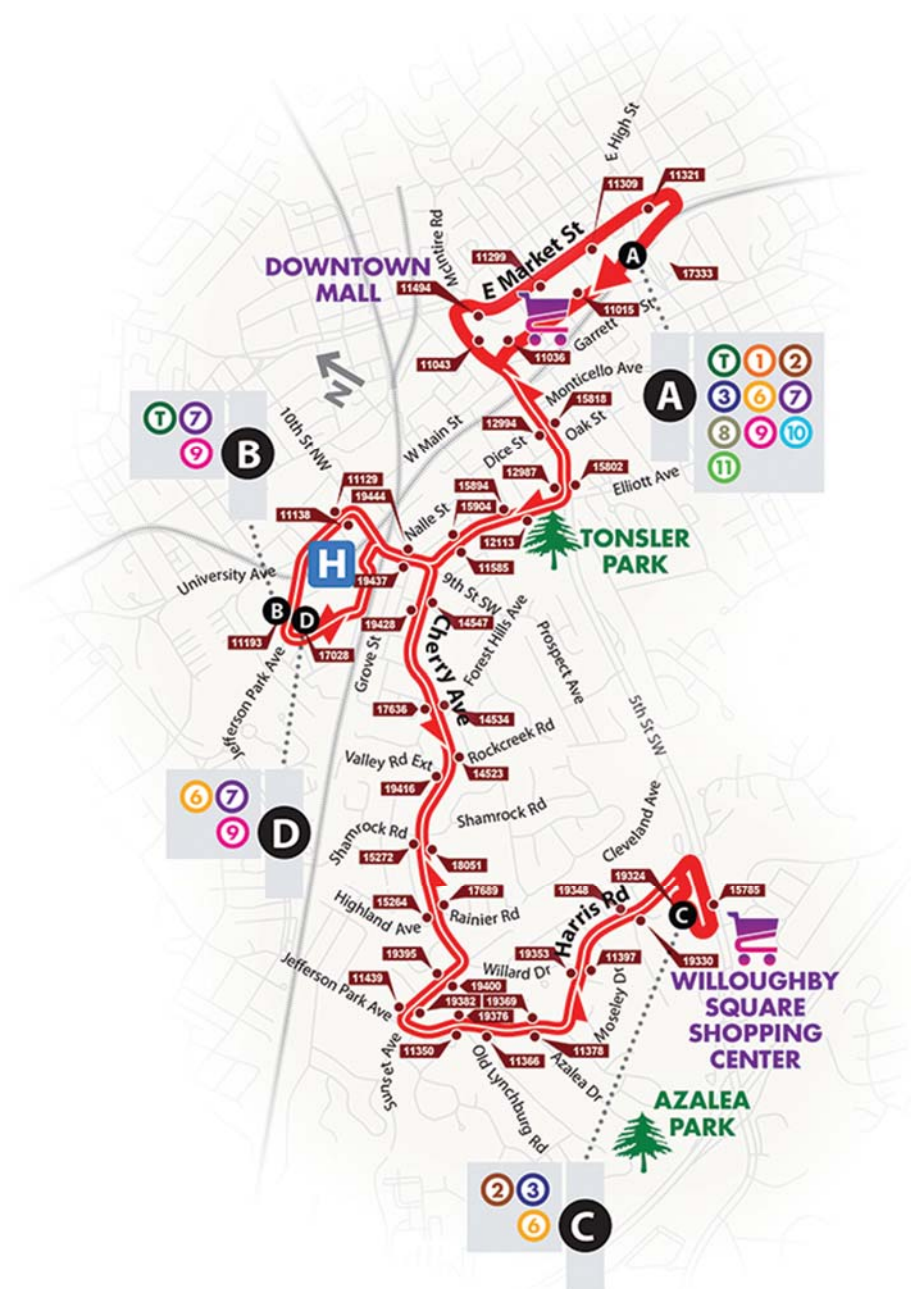 E High St
11321
11309
McIntire Rd
E Market St
11299
DOWNTOWN
MALL
A
17333
11494
11015
Garrett St
11043
11036
Monticello Ave
N
T 1 2
3 6 7
8 9 10
11
A
15818
Oak St
12994
Dice St
W Main St
10th St NW
T 7
9
B
12987
15802
Elliott Ave
15894
15904
11129
19444
11138
Nalle St
12113
TONSLER
PARK
11585
H
University Ave
19437
9th St SW
B
D
11193
17028
19428
14547
Cherry Ave
Forest Hills Ave
Prospect Ave
Grove St
Jefferson Park Ave
17636
14534
5th St SW
Rockcreek Rd
Valley Rd Ext
14523
19416
6 7
9
D
Shamrock Rd
Shamrock Rd
Cleveland Ave
15272
18051
19324
17689
19348
15785
15264
Highland Ave
Rainier Rd
Harris Rd
C
19330
19395
19353
11397
Willard Dr
Jefferson Park Ave
11439
19400
Moseley Dr
WILLOUGHBY
SQUARE
SHOPPING
CENTER
19382
19369
19376
11350
11366
11378
Sunset Ave
Old Lynchburg Rd
Azalea Dr
AZALEA
PARK
2 3
6
C